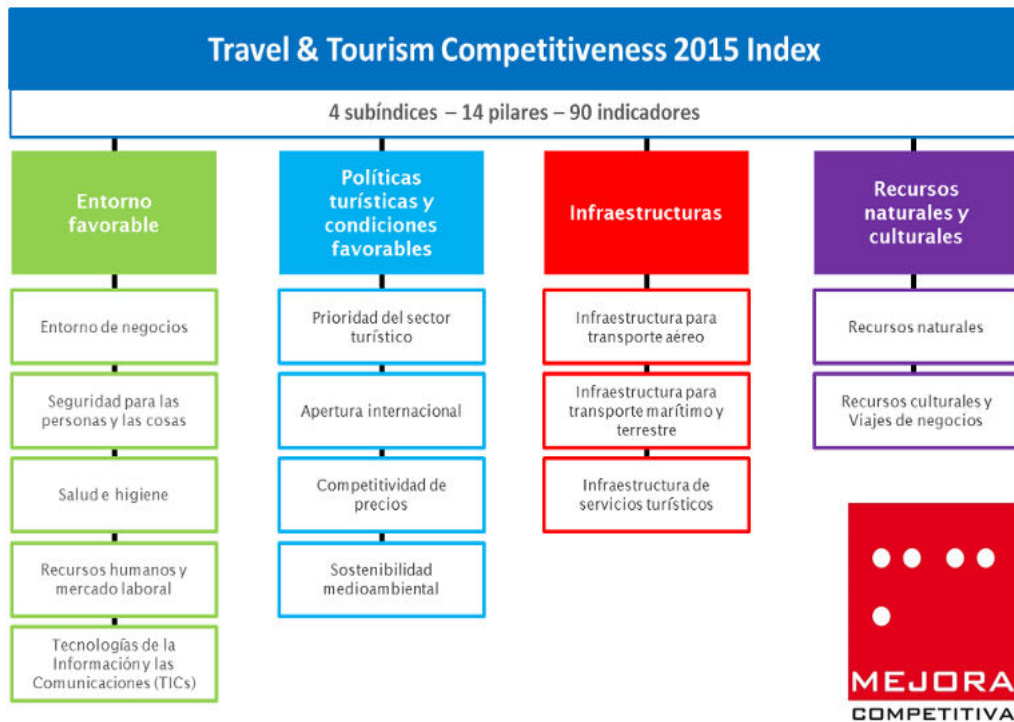 Travel & Tourism Competitiveness 2015 Index
4 subíndices – 14 pilares – 90 indicadores
Entorno
favorable
Entorno de negocios
Seguridad para las
personas y las cosas
Salud e higiene
Recursos humanos y
mercado laboral
Tecnologías de la
Información y las
Comunicaciones (TICs)
Políticas
turísticas y
condiciones
favorables
Prioridad del sector
turístico
Apertura internacional
Competitividad de
precios
Sostenibilidad
medioambiental
Infraestructuras
Infraestructura para
transporte aéreo
Infraestructura para
transporte marítimo y
terrestre
Infraestructura de
servicios turísticos
Recursos
naturales y
culturales
Recursos naturales
Recursos culturales y
Viajes de negocios
MEJORA
COMPETITIVA